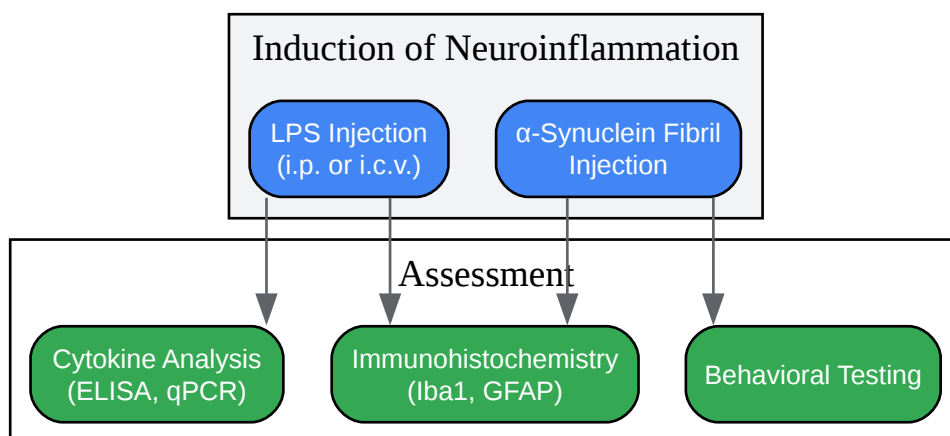 Induction of Neuroinflammation
LPS Injection
(i.p. or i.c.v.)
α-Synuclein Fibril
Injection
Assessment
Cytokine Analysis
(ELISA, qPCR)
Immunohistochemistry
(Iba1, GFAP)
Behavioral Testing